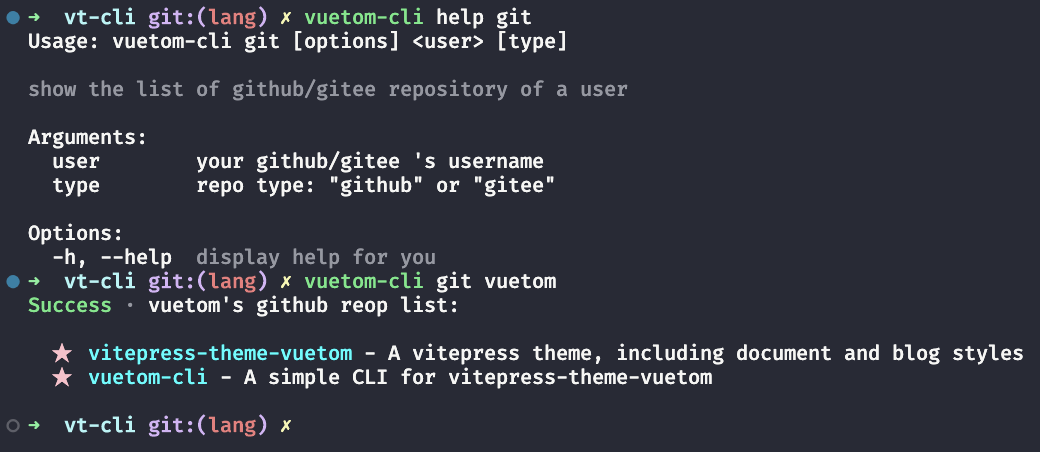 ➜  vt-cli git:(lang) ✗ vuetom-cli help git
Usage: vuetom-cli git [options] <user> [type]
show the list of github/gitee repository of a user
Arguments:
  user        your github/gitee 's username
  type        repo type: "github" or "gitee"
Options:
  -h, --help  display help for you
➜  vt-cli git:(lang) ✗ vuetom-cli git vuetom
Success · vuetom's github reop list:
  ★ vitepress-theme-vuetom - A vitepress theme, including document and blog styles
  ★ vuetom-cli - A simple CLI for vitepress-theme-vuetom
➜  vt-cli git:(lang) ✗